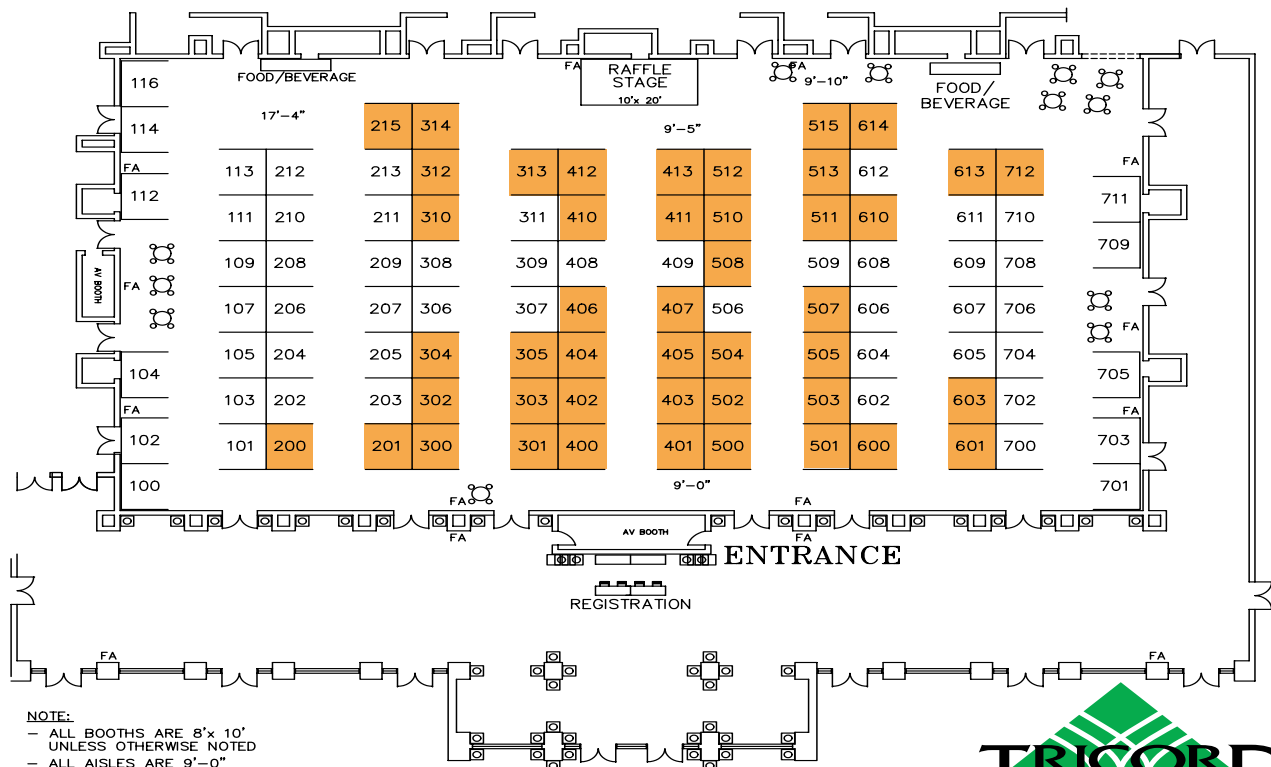 FOOD/BEVERAGE
FA
RAFFLE
STAGE
10'x 20'
FA
9'-10"
FOOD/
BEVERAGE
116
17'-4"
215 314
9'-5"
515 614
114
FA
113 212
213 312
313 412
413 512
513 612
613 712
FA
112
111 210
211 310
311 410
411 510
511 610
611 710
711
109 208
209 308
309 408
409 508
509 608
609 708
709
AV BOOTH
FA
107 206
207 306
307 406
407 506
507 606
607 706
FA
105 204
205 304
305 404
405 504
505 604
605 704
104
705
FA
103 202
203 302
303 402
403 502
503 602
603 702
FA
102
101 200
201 300
301 400
401 500
501 600
601 700
703
100
9'-0"
701
FA
FA
FA
AV BOOTH
FA
ENTRANCE
REGISTRATION
FA
FA
NOTE:
- ALL BOOTHS ARE 8'x 10'
UNLESS OTHERWISE NOTED
- ALL AISLES ARE 9'-0"
TRICORD